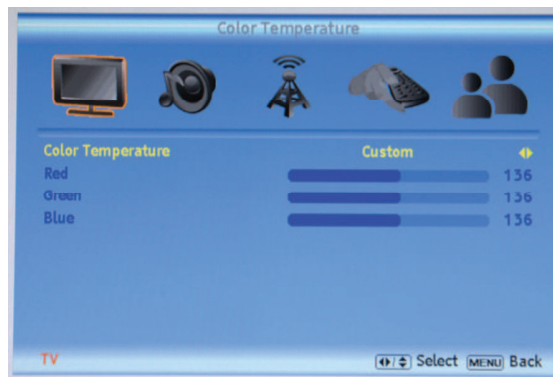 Color Temperature
Color Temperature Custom
Red 136
Green 136
Blue 136
TV Select MENU Back